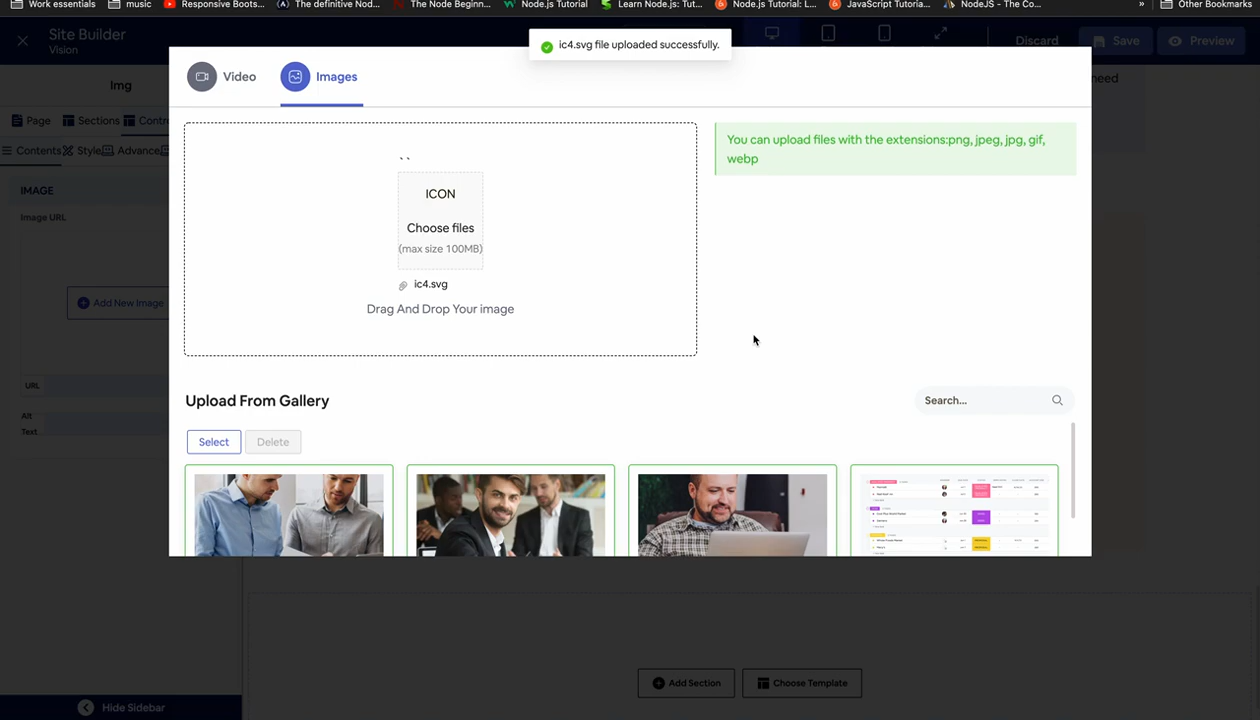 Work essentials
music
Responsive Boots...
The definitive Nod...
The Node Beginn...
Node.js Tutorial
Learn Node.js: Tut...
Node.js Tutorial: L...
JavaScript Tutoria...
NodeJS - The Co...
»
Other Bookmarks
Site Builder
Vision
ic4.svg file uploaded successfully.
Discard
Save
Preview
Img
Video
Images
need
Page
Sections
Contro
Contents
Style
Advance
IMAGE
Image URL
Add New Image
URL
Alt
Text
``
ICON
Choose files
(max size 100MB)
ic4.svg
Drag And Drop Your image
You can upload files with the extensions:png, jpeg, jpg, gif,
webp
Upload From Gallery
Search...
Select
Delete
Add Section
Choose Template
Hide Sidebar